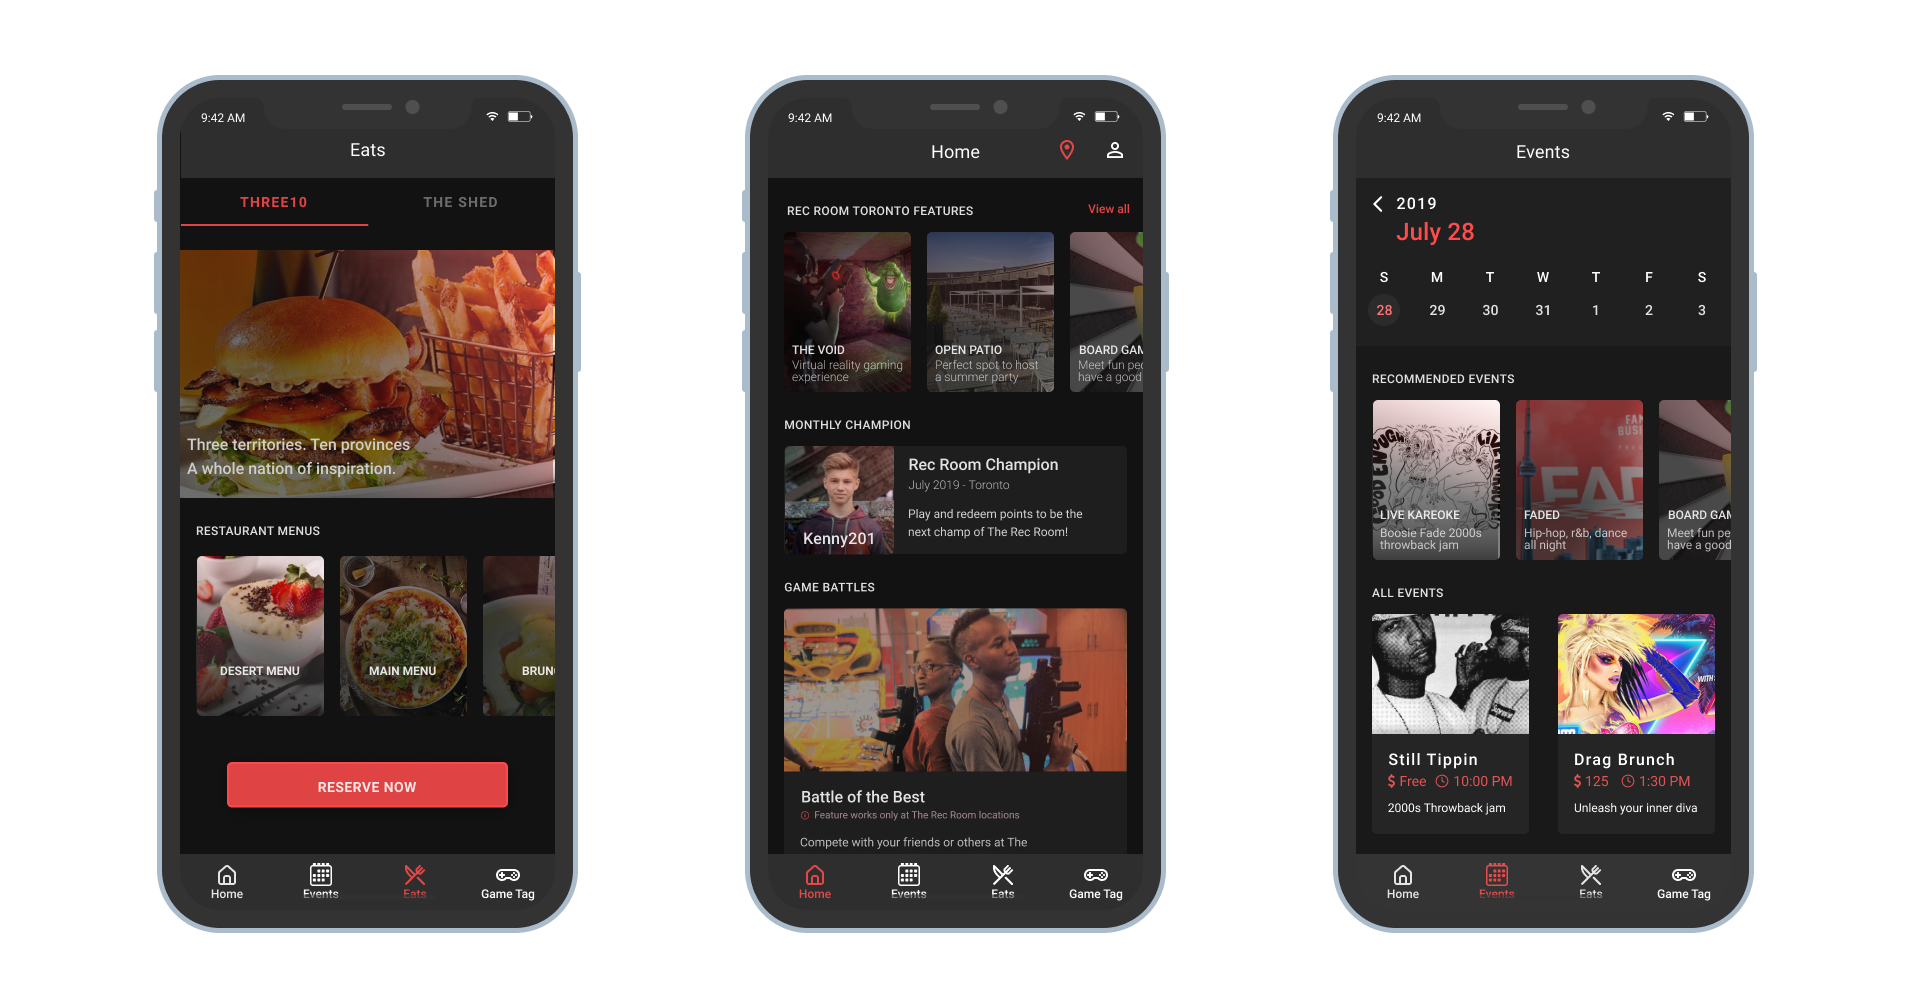 9:42 AM
Eats
THREE10
THE SHED
Three territories. Ten provinces
A whole nation of inspiration.
RESTAURANT MENUS
DESERT MENU
MAIN MENU
BRUN
RESERVE NOW
Home
Events
Eats
Game Tag
9:42 AM
Home
REC ROOM TORONTO FEATURES
View all
THE VOID
Virtual reality gaming
experience
OPEN PATIO
Perfect spot to host
a summer party
BOARD GAM
Meet fun peo
have a good
MONTHLY CHAMPION
Kenny201
Rec Room Champion
July 2019 - Toronto
Play and redeem points to be the
next champ of The Rec Room!
GAME BATTLES
Battle of the Best
Feature works only at The Rec Room locations
Compete with your friends or others at The
Home
Events
Eats
Game Tag
9:42 AM
Events
2019
July 28
S M T W T F S
28 29 30 31 1 2 3
RECOMMENDED EVENTS
LIVE KAREOKE
Boosie Fade 2000s
throwback jam
FAN
BUSI
FAD
FADED
Hip-hop, r&b, dance
all night
BOARD GAM
Meet fun pe
have a good
ALL EVENTS
Still Tippin
$ Free 10:00 PM
2000s Throwback jam
WITH
Drag Brunch
$ 125 1:30 PM
Unleash your inner diva
Home
Events
Eats
Game Tag